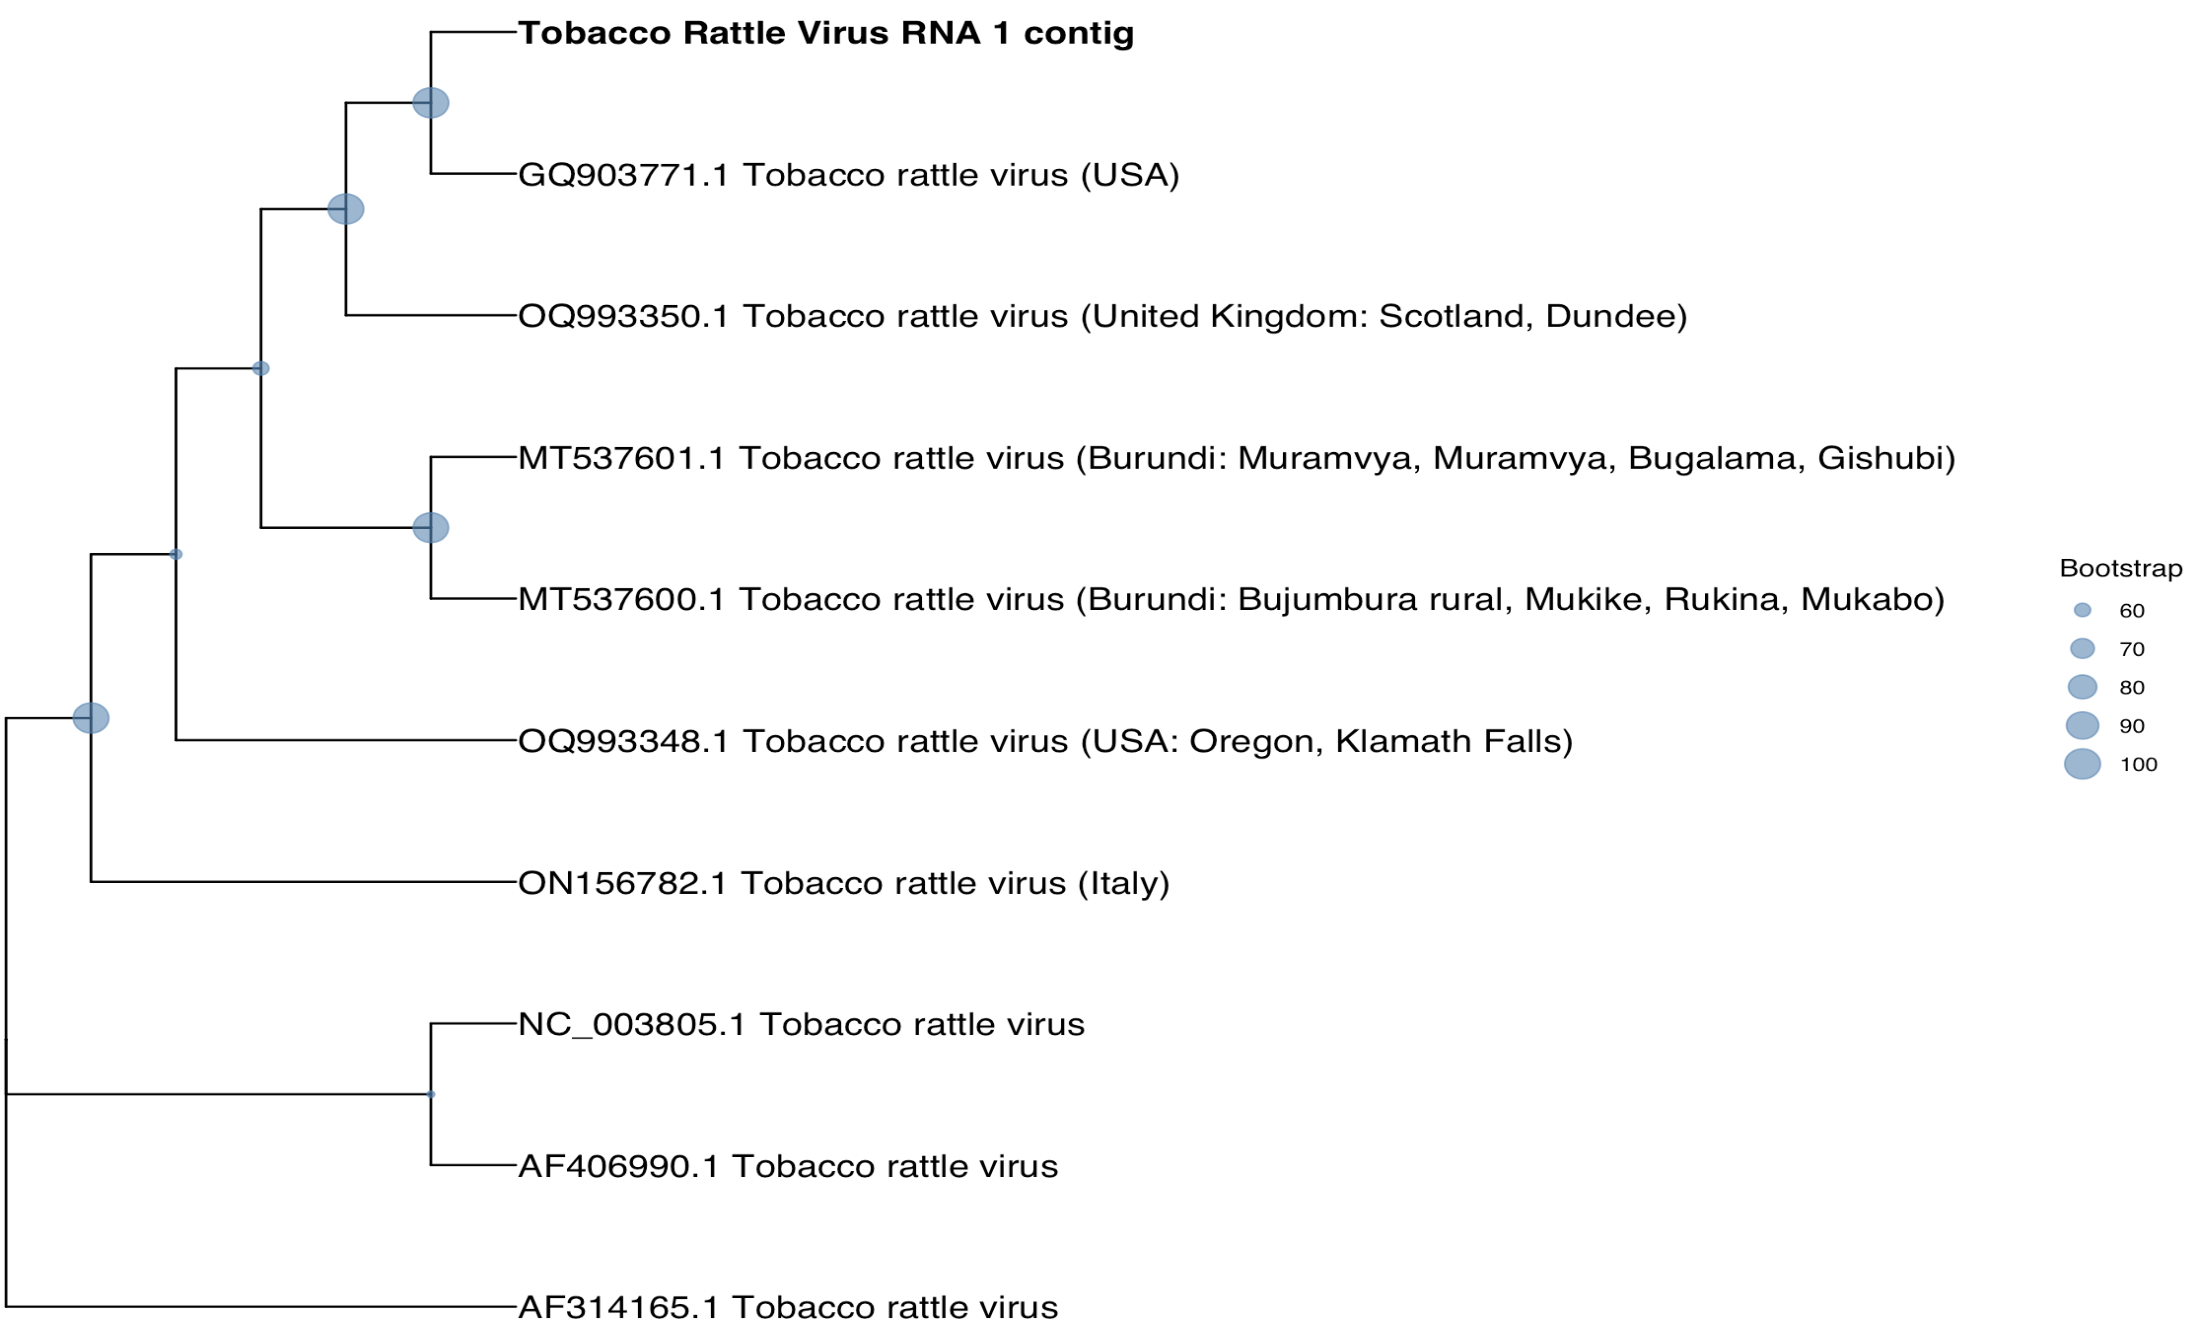 Tobacco Rattle Virus RNA 1 contig
GQ903771.1 Tobacco rattle virus (USA)
OQ993350.1 Tobacco rattle virus (United Kingdom: Scotland, Dundee)
MT537601.1 Tobacco rattle virus (Burundi: Muramvya, Muramvya, Bugalama, Gishubi)
MT537600.1 Tobacco rattle virus (Burundi: Bujumbura rural, Mukike, Rukina, Mukabo)
OQ993348.1 Tobacco rattle virus (USA: Oregon, Klamath Falls)
ON156782.1 Tobacco rattle virus (Italy)
NC_003805.1 Tobacco rattle virus
AF406990.1 Tobacco rattle virus
AF314165.1 Tobacco rattle virus
Bootstrap
60
70
80
90
100